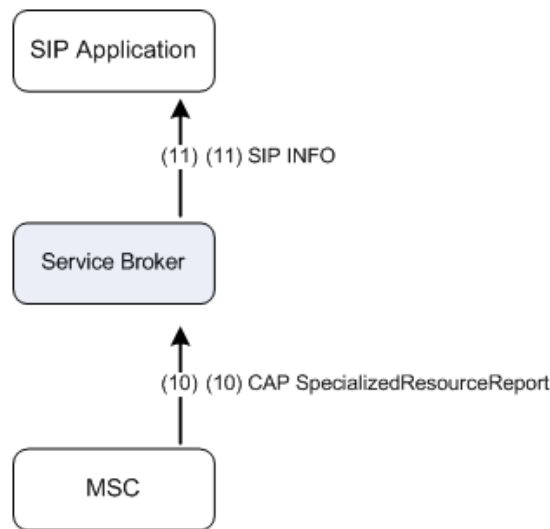 SIP Application
(11) (11) SIP INFO
Service Broker
(10) (10) CAP SpecializedResourceReport
MSC